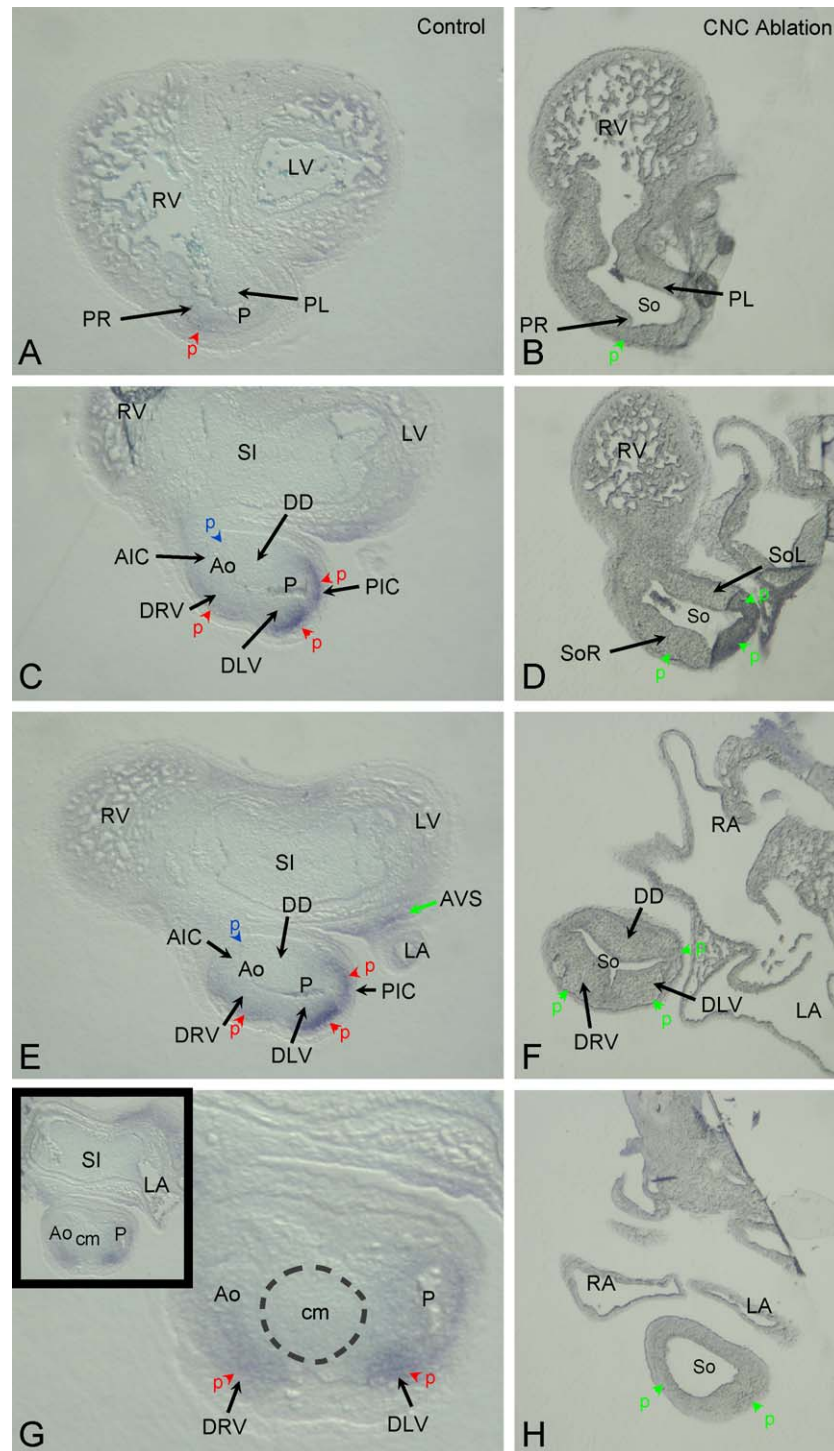 Control
CNC Ablation
RV
LV
PR
P
PL
p
A
RV
So
PL
PR
p
B
RV
SI
LV
p
DD
AIC
Ao
P
p
PIC
DRV
p
DLV
p
C
RV
SoL
So
p
SoR
p
p
D
RV
LV
SI
AVS
p
DD
AIC
LA
Ao
p
P
PIC
DRV
p
DLV
p
E
RA
DD
So
p
p
DLV
p
DRV
LA
F
SI
LA
Ao
cm
P
Ao
cm
P
p
p
DRV
DLV
G
RA
LA
So
p
p
H